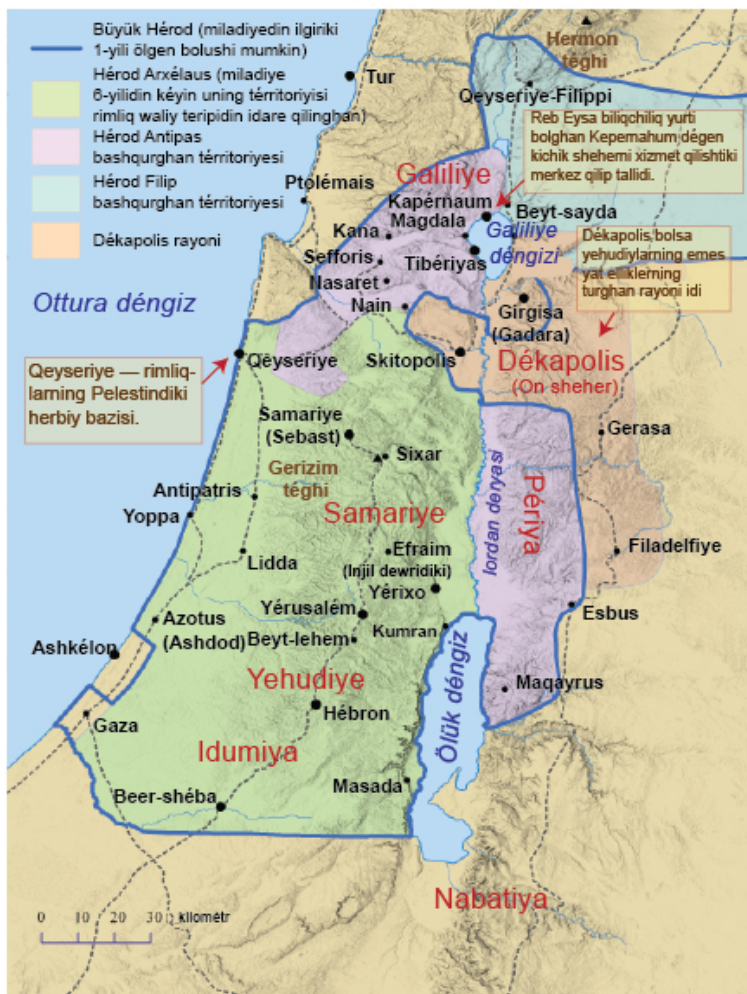 Büyük Hérod (miladiyedin ilgiriki
1-yili ölgen bolushi mumkin)
Hérod Arxélaus (miladiye
6-yilidin kéyin uning térritoriyisi
rimliq waliy teripidin idare qilinghan)
Hérod Antipas
bashqurghan térritoriyesi
Hérod Filip
bashqurghan térritoriyesi
Dékapolis rayoni
Hermon
téghi
Tur
Qeyseriye-Filippi
Reb Eysa biliqchiliq yurti
bolghan Kepernahum dégen
kichik shehemi xizmet qilishtiki
merkez qilip tallidi.
Ptolémais
Galiliye
Kapérnaum
Magdala
Beyt-sayda
Kana
Galiliye
déngizi
Sefforis
Tibériyas
Dékapolis bolsa
yehudiylarning emes
yat elliklerning
turghan rayoni idi
Nasaret
Ottura déngiz
Nain
Girgisa
(Gadara)
Qeyseriye
Skitopolis
Dékapolis
(On sheher)
Qeyseriye — rimliq-
larning Pelestindiki
herbiy bazisi.
Samariye
(Sebast)
Gerasa
Sixar
Gerizim
téghi
Antipatris
Yoppa
Samariye
Iordan deryasi
Périya
Lidda
Efraim
(Injil dewridiki)
Filadelfiye
Yérixo
Yérusalém
Esbus
Azotus
(Ashdod)
Beyt-lehem
Kumran
Ashkélon
Yehudiye
Ölük déngiz
Maqayrus
Gaza
Hébron
Idumiya
Masada
Beer-shéba
Nabatiya
0 10 20 30 kilométr